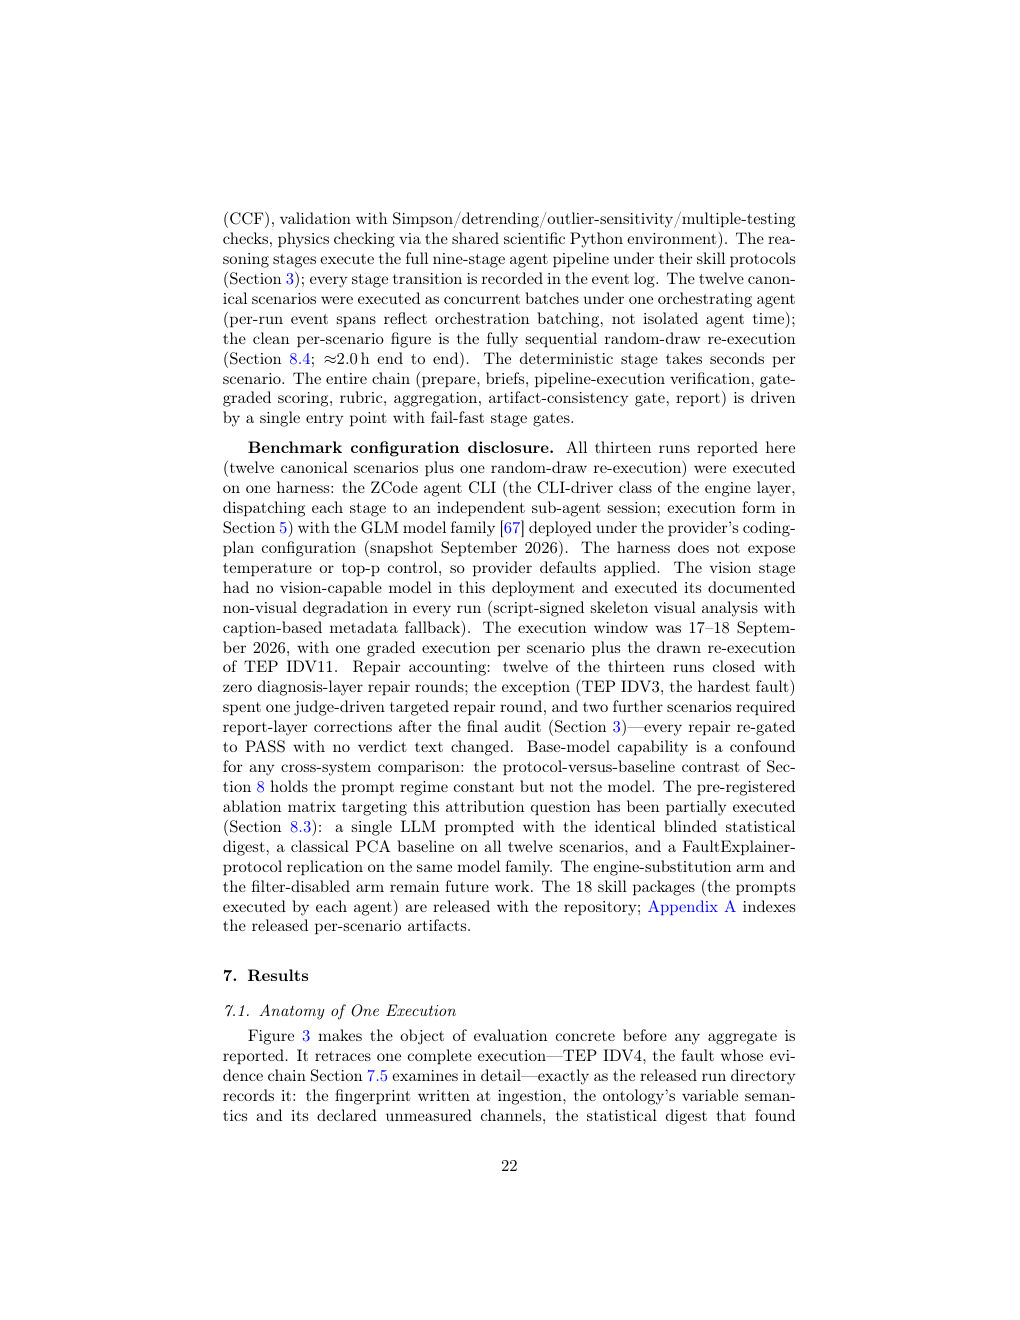 (CCF), validation with Simpson/detrending/outlier-sensitivity/multiple-testing
checks, physics checking via the shared scientific Python environment). The rea-
soning stages execute the full nine-stage agent pipeline under their skill protocols
(Section 3); every stage transition is recorded in the event log. The twelve canon-
ical scenarios were executed as concurrent batches under one orchestrating agent
(per-run event spans reflect orchestration batching, not isolated agent time);
the clean per-scenario figure is the fully sequential random-draw re-execution
(Section 8.4; ≈2.0 h end to end). The deterministic stage takes seconds per
scenario. The entire chain (prepare, briefs, pipeline-execution verification, gate-
graded scoring, rubric, aggregation, artifact-consistency gate, report) is driven
by a single entry point with fail-fast stage gates.
Benchmark configuration disclosure. All thirteen runs reported here
(twelve canonical scenarios plus one random-draw re-execution) were executed
on one harness: the ZCode agent CLI (the CLI-driver class of the engine layer,
dispatching each stage to an independent sub-agent session; execution form in
Section 5) with the GLM model family [67] deployed under the provider's coding-
plan configuration (snapshot September 2026). The harness does not expose
temperature or top-p control, so provider defaults applied. The vision stage
had no vision-capable model in this deployment and executed its documented
non-visual degradation in every run (script-signed skeleton visual analysis with
caption-based metadata fallback). The execution window was 17–18 Septem-
ber 2026, with one graded execution per scenario plus the drawn re-execution
of TEP IDV11. Repair accounting: twelve of the thirteen runs closed with
zero diagnosis-layer repair rounds; the exception (TEP IDV3, the hardest fault)
spent one judge-driven targeted repair round, and two further scenarios required
report-layer corrections after the final audit (Section 3)—every repair re-gated
to PASS with no verdict text changed. Base-model capability is a confound
for any cross-system comparison: the protocol-versus-baseline contrast of Sec-
tion 8 holds the prompt regime constant but not the model. The pre-registered
ablation matrix targeting this attribution question has been partially executed
(Section 8.3): a single LLM prompted with the identical blinded statistical
digest, a classical PCA baseline on all twelve scenarios, and a FaultExplainer-
protocol replication on the same model family. The engine-substitution arm and
the filter-disabled arm remain future work. The 18 skill packages (the prompts
executed by each agent) are released with the repository; Appendix A indexes
the released per-scenario artifacts.
7. Results
7.1. Anatomy of One Execution
Figure 3 makes the object of evaluation concrete before any aggregate is
reported. It retraces one complete execution—TEP IDV4, the fault whose evi-
dence chain Section 7.5 examines in detail—exactly as the released run directory
records it: the fingerprint written at ingestion, the ontology's variable seman-
tics and its declared unmeasured channels, the statistical digest that found
22